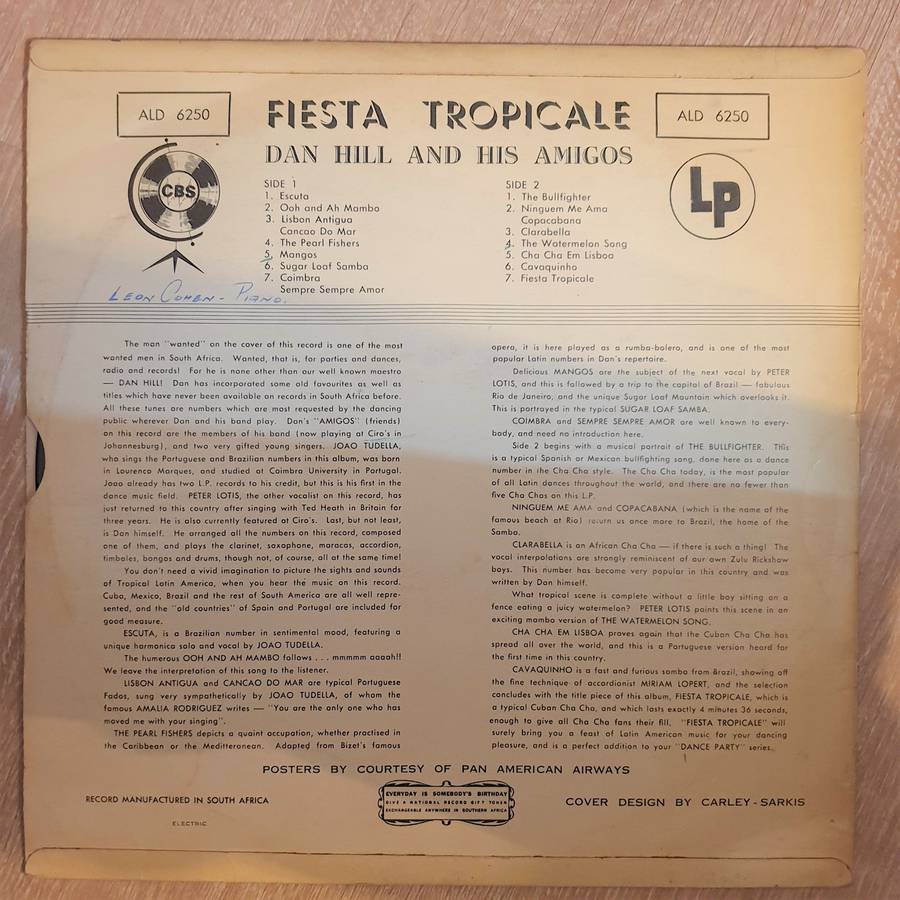 ALD 6250
FIESTA TROPICALE
ALD 6250
DAN HILL AND HIS AMIGOS
CBS
LP
SIDE 1
1. Escuta
2. Ooh and Ah Mambo
3. Lisbon Antigua
Cancao Do Mar
4. The Pearl Fishers
5. Mangos
6. Sugar Loaf Samba
7. Coimbra
Sempre Sempre Amor
SIDE 2
1. The Bullfighter
2. Ninguem Me Ama
Copacabana
3. Clarabella
4. The Watermelon Song
5. Cha Cha Em Lisboa
6. Cavaquinho
7. Fiesta Tropicale
LEON COHEN - PIANO.
The man "wanted" on the cover of this record is one of the most
wanted men in South Africa. Wanted, that is, for parties and dances,
radio and records! For he is none other than our well known maestro
— DAN HILL! Dan has incorporated some old favourites as well as
titles which have never been available on records in South Africa before.
All these tunes are numbers which are most requested by the dancing
public wherever Dan and his band play. Dan's "AMIGOS" (friends)
on this record are the members of his band (now playing at Ciro's in
Johannesburg), and two very gifted young singers. JOAO TUDELLA,
who sings the Portuguese and Brazilian numbers in this album, was born
in Lourenco Marques, and studied at Coimbra University in Portugal.
Joao already has two L.P. records to his credit, but this is his first in the
dance music field. PETER LOTIS, the other vocalist on this record, has
just returned to this country after singing with Ted Heath in Britain for
three years. He is also currently featured at Ciro's. Last, but not least,
is Dan himself. He arranged all the numbers on this record, composed
one of them, and plays the clarinet, saxophone, maracas, accordion,
timbales, bongos and drums, though not, of course, all at the same time!
You don't need a vivid imagination to picture the sights and sounds
of Tropical Latin America, when you hear the music on this record.
Cuba, Mexico, Brazil and the rest of South America are all well repre-
sented, and the "old countries" of Spain and Portugal are included for
good measure.
ESCUTA, is a Brazilian number in sentimental mood, featuring a
unique harmonica solo and vocal by JOAO TUDELLA.
The humerous OOH AND AH MAMBO follows . . . mmmmm aaaah!!
We leave the interpretation of this song to the listener.
LISBON ANTIGUA and CANCAO DO MAR are typical Portuguese
Fados, sung very sympathetically by JOAO TUDELLA, of whom the
famous AMALIA RODRIGUEZ writes — "You are the only one who has
moved me with your singing".
THE PEARL FISHERS depicts a quaint occupation, whether practised in
the Caribbean or the Meditteronean. Adapted from Bizet's famous
opera, it is here played as a rumba-bolero, and is one of the most
popular Latin numbers in Dan's repertoire.
Delicious MANGOS are the subject of the next vocal by PETER
LOTIS, and this is followed by a trip to the capital of Brazil — fabulous
Rio de Janeiro, and the unique Sugar Loaf Mountain which overlooks it.
This is portrayed in the typical SUGAR LOAF SAMBA.
COIMBRA and SEMPRE SEMPRE AMOR are well known to every-
body, and need no introduction here.
Side 2 begins with a musical portrait of THE BULLFIGHTER. This
is a typical Spanish or Mexican bullfighting song, done here as a dance
number in the Cha Cha style. The Cha Cha today, is the most popular
of all Latin dances throughout the world, and there are no fewer than
five Cha Chas on this L.P.
NINGUEM ME AMA and COPACABANA (which is the name of the
famous beach at Rio) return us once more to Brazil, the home of the
Samba.
CLARABELLA is an African Cha Cha — if there is such a thing! The
vocal interpolations are strongly reminiscent of our own Zulu Rickshaw
boys. This number has become very popular in this country and was
written by Dan himself.
What tropical scene is complete without a little boy sitting on a
fence eating a juicy watermelon? PETER LOTIS paints this scene in an
exciting mambo version of THE WATERMELON SONG.
CHA CHA EM LISBOA proves again that the Cuban Cha Cha has
spread all over the world, and this is a Portuguese version heard for
the first time in this country.
CAVAQUINHO is a fast and furious samba from Brazil, showing off
the fine technique of accordionist MIRIAM LOPERT, and the selection
concludes with the title piece of this album, FIESTA TROPICALE, which is
a typical Cuban Cha Cha, and which lasts exactly 4 minutes 36 seconds,
enough to give all Cha Cha fans their fill. "FIESTA TROPICALE" will
surely bring you a feast of Latin American music for your dancing
pleasure, and is a perfect addition to your "DANCE PARTY" series.
POSTERS BY COURTESY OF PAN AMERICAN AIRWAYS
RECORD MANUFACTURED IN SOUTH AFRICA
EVERYDAY IS SOMEBODY'S BIRTHDAY
GIVE A NATIONAL RECORD GIFT TOKEN
EXCHANGEABLE ANYWHERE IN SOUTHERN AFRICA
COVER DESIGN BY CARLEY-SARKIS
ELECTRIC